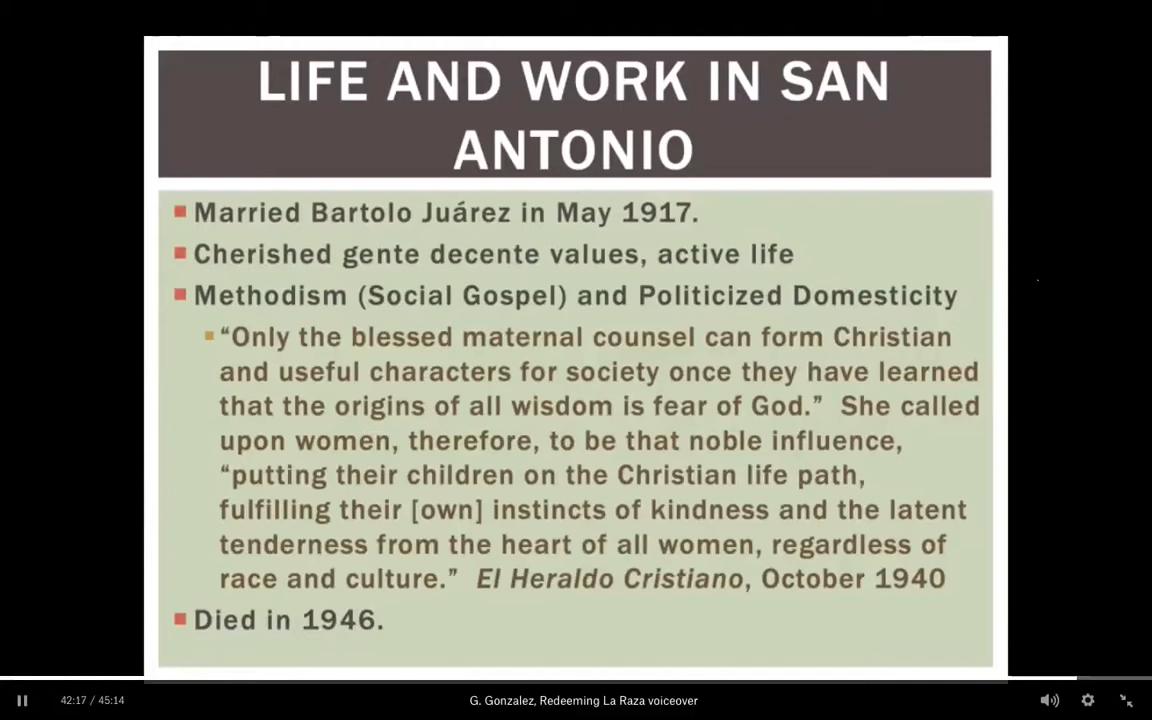 LIFE AND WORK IN SAN
ANTONIO
Married Bartolo Juárez in May 1917.
Cherished gente decente values, active life
Methodism (Social Gospel) and Politicized Domesticity
“Only the blessed maternal counsel can form Christian
and useful characters for society once they have learned
that the origins of all wisdom is fear of God.” She called
upon women, therefore, to be that noble influence,
“putting their children on the Christian life path,
fulfilling their [own] instincts of kindness and the latent
tenderness from the heart of all women, regardless of
race and culture.” El Heraldo Cristiano, October 1940
Died in 1946.
42:17 / 45:14
G. Gonzalez, Redeeming La Raza voiceover